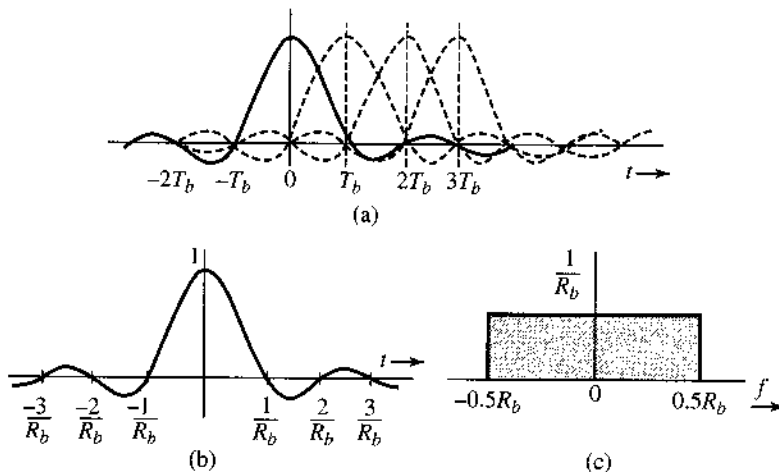 -2T_b -T_b 0 T_b 2T_b 3T_b t →
(a)
1
t →
-3/R_b -2/R_b -1/R_b 1/R_b 2/R_b 3/R_b
(b)
1/R_b
-0.5R_b 0 0.5R_b f →
(c)